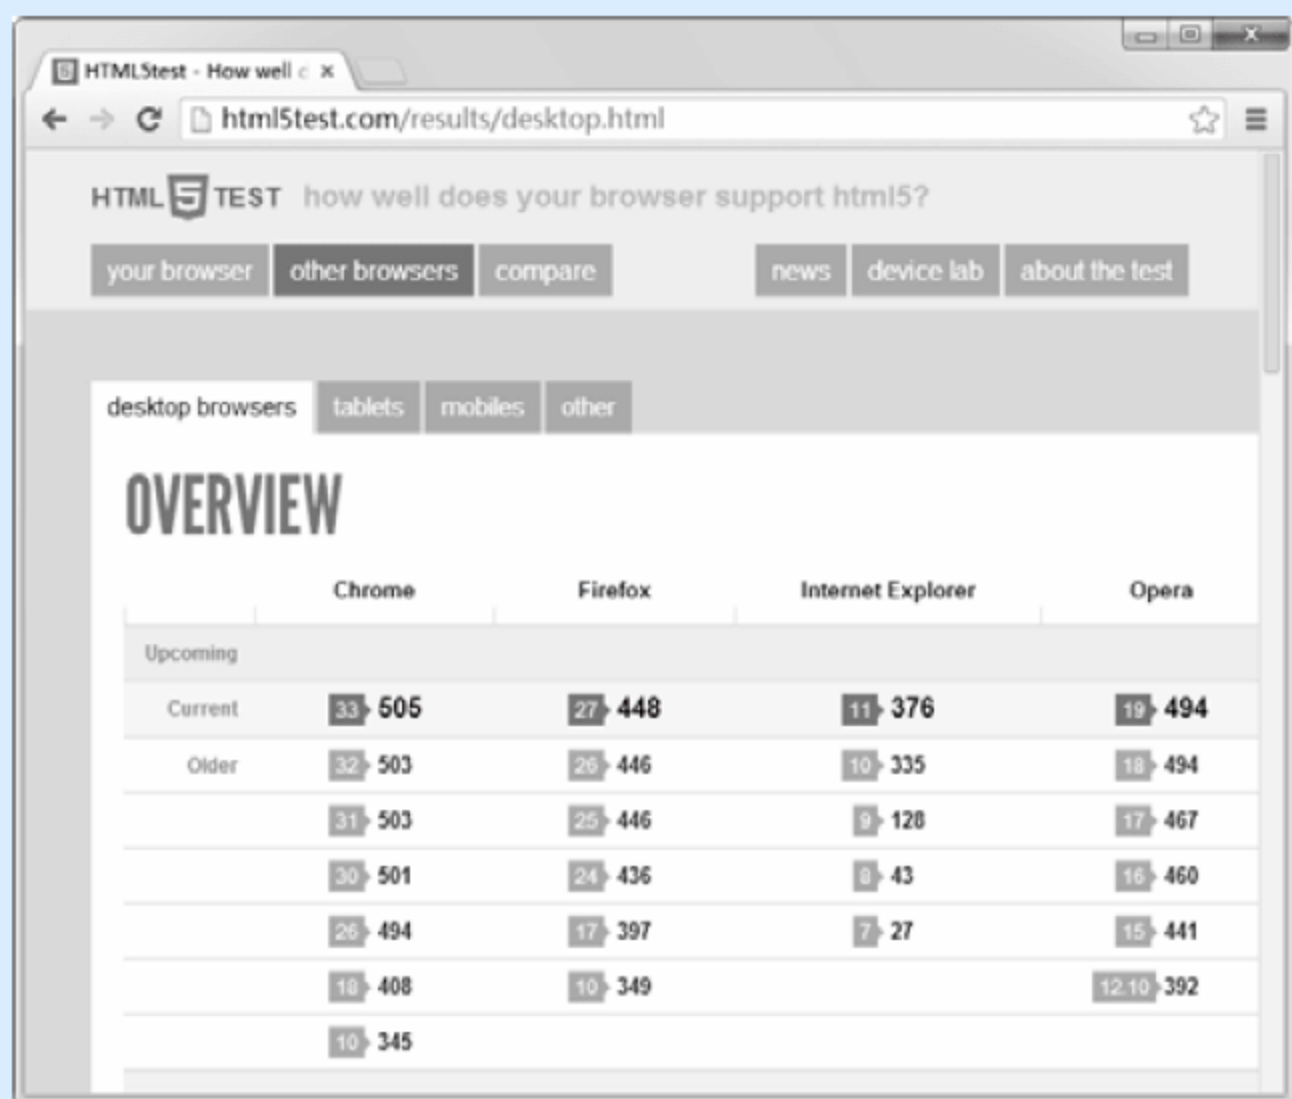 HTML5test - How well c
html5test.com/results/desktop.html
HTML 5 TEST how well does your browser support html5?
your browser other browsers compare news device lab about the test
desktop browsers tablets mobiles other
OVERVIEW
Chrome Firefox Internet Explorer Opera
Upcoming
Current 33 505 27 448 11 376 19 494
Older 32 503 26 446 10 335 18 494
31 503 25 446 9 128 17 467
30 501 24 436 8 43 16 460
26 494 17 397 7 27 15 441
18 408 10 349 12.10 392
10 345